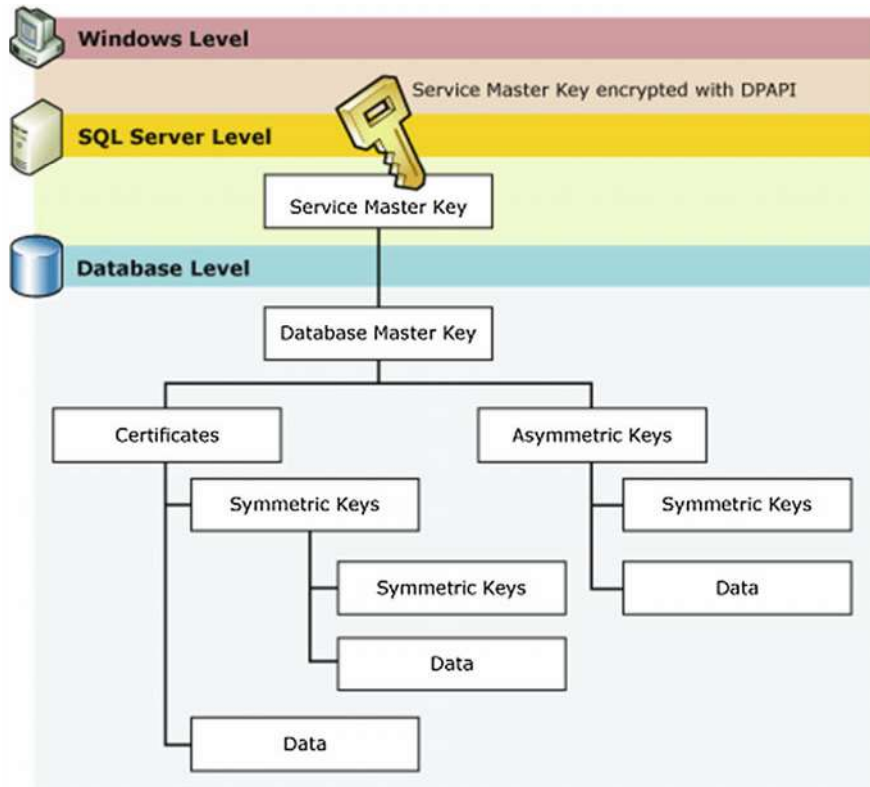 Windows Level
Service Master Key encrypted with DPAPI
SQL Server Level
Service Master Key
Database Level
Database Master Key
Certificates
Asymmetric Keys
Symmetric Keys
Symmetric Keys
Symmetric Keys
Data
Data
Data